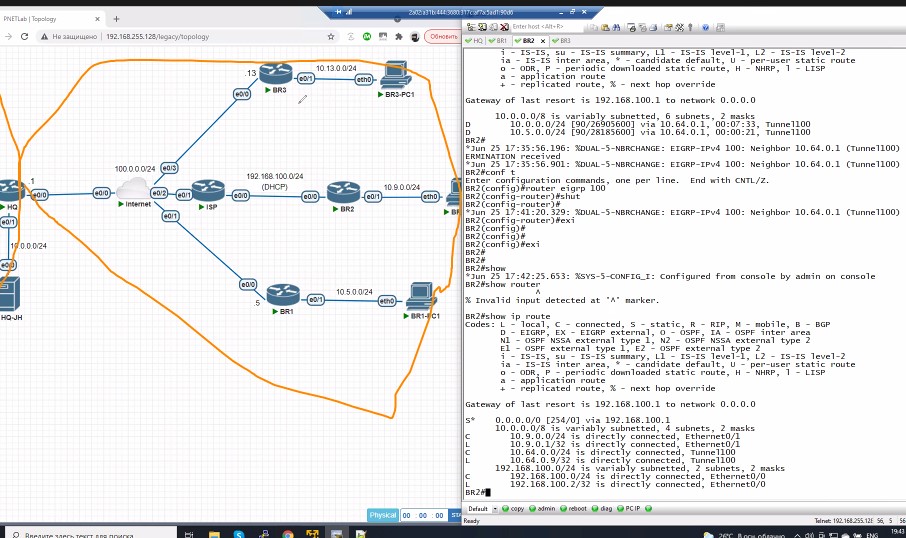 PNETLab | Topology
2a02:a31b:444:3680:317c:af7a:5ad1:90d6
Не защищено | 192.168.255.128/legacy/topology
Обновить
Enter host <Alt+R>
HQ
BR1
BR2
BR3
.13
10.13.0.0/24
e0/1
eth0
e0/0
BR3
BR3-PC1
100.0.0.0/24
e0/3
192.168.100.0/24
(DHCP)
10.9.0.0/24
.1
e0/0
e0/0
e0/2
e0/1
e0/0
e0/0
e0/1
eth0
HQ
Internet
ISP
BR2
e0/1
e0/1
10.0.0.0/24
e0/0
10.5.0.0/24
.5
e0/1
eth0
BR1
BR1-PC1
HQ-JH
i - IS-IS, su - IS-IS summary, L1 - IS-IS level-1, L2 - IS-IS level-2
ia - IS-IS inter area, * - candidate default, U - per-user static route
o - ODR, P - periodic downloaded static route, H - NHRP, l - LISP
a - application route
+ - replicated route, % - next hop override
Gateway of last resort is 192.168.100.1 to network 0.0.0.0
10.0.0.0/8 is variably subnetted, 6 subnets, 2 masks
D 10.0.0.0/24 [90/26905600] via 10.64.0.1, 00:07:33, Tunnel100
D 10.5.0.0/24 [90/28185600] via 10.64.0.1, 00:00:21, Tunnel100
BR2#
*Jun 25 17:35:56.196: %DUAL-5-NBRCHANGE: EIGRP-IPv4 100: Neighbor 10.64.0.1 (Tunnel100)
ERMINATION received
*Jun 25 17:35:56.901: %DUAL-5-NBRCHANGE: EIGRP-IPv4 100: Neighbor 10.64.0.1 (Tunnel100)
BR2#conf t
Enter configuration commands, one per line. End with CNTL/Z.
BR2(config)#router eigrp 100
BR2(config-router)#shut
BR2(config-router)#
*Jun 25 17:41:20.329: %DUAL-5-NBRCHANGE: EIGRP-IPv4 100: Neighbor 10.64.0.1 (Tunnel100)
BR2(config-router)#exi
BR2(config)#
BR2(config)#
BR2(config)#exi
BR2#
BR2#
BR2#show
*Jun 25 17:42:25.653: %SYS-5-CONFIG_I: Configured from console by admin on console
BR2#show router
^
% Invalid input detected at '^' marker.
BR2#show ip route
Codes: L - local, C - connected, S - static, R - RIP, M - mobile, B - BGP
D - EIGRP, EX - EIGRP external, O - OSPF, IA - OSPF inter area
N1 - OSPF NSSA external type 1, N2 - OSPF NSSA external type 2
E1 - OSPF external type 1, E2 - OSPF external type 2
i - IS-IS, su - IS-IS summary, L1 - IS-IS level-1, L2 - IS-IS level-2
ia - IS-IS inter area, * - candidate default, U - per-user static route
o - ODR, P - periodic downloaded static route, H - NHRP, l - LISP
a - application route
+ - replicated route, % - next hop override
Gateway of last resort is 192.168.100.1 to network 0.0.0.0
S* 0.0.0.0/0 [254/0] via 192.168.100.1
10.0.0.0/8 is variably subnetted, 4 subnets, 2 masks
C 10.9.0.0/24 is directly connected, Ethernet0/1
L 10.9.0.1/32 is directly connected, Ethernet0/1
C 10.64.0.0/24 is directly connected, Tunnel100
L 10.64.0.9/32 is directly connected, Tunnel100
192.168.100.0/24 is variably subnetted, 2 subnets, 2 masks
C 192.168.100.0/24 is directly connected, Ethernet0/0
L 192.168.100.2/32 is directly connected, Ethernet0/0
BR2#
Physical 00 : 00 : 00
Default
copy
admin
reboot
diag
PC IP
Ready
Telnet: 192.168.255.128
56, 5
Введите здесь текст для поиска
26°C
В осн. облачно
ENG
19:43